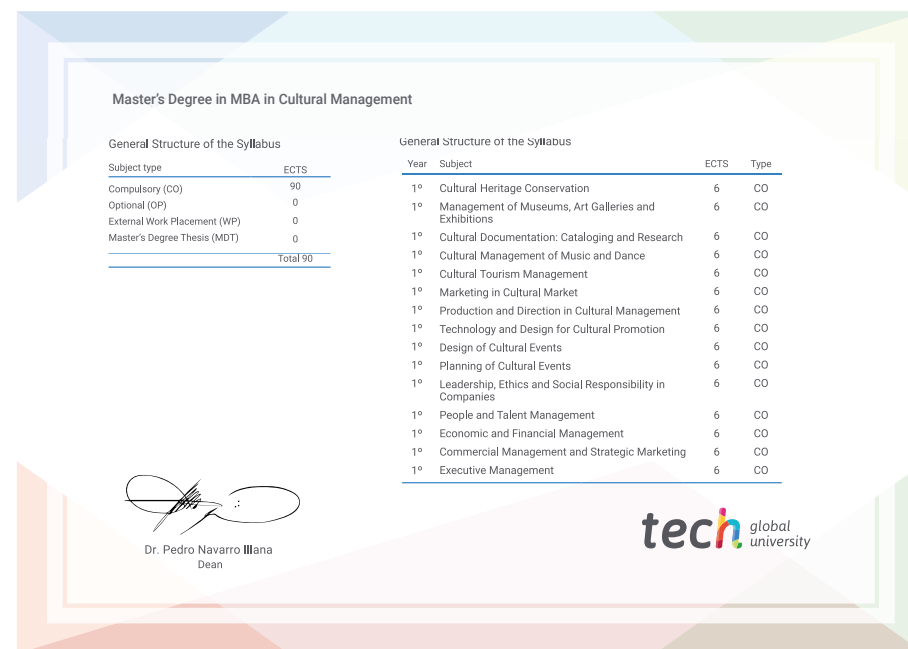 Master's Degree in MBA in Cultural Management
General Structure of the Syllabus
Subject type ECTS
Compulsory (CO) 90
Optional (OP) 0
External Work Placement (WP) 0
Master's Degree Thesis (MDT) 0
Total 90
General Structure of the Syllabus
Year Subject ECTS Type
1º Cultural Heritage Conservation 6 CO
1º Management of Museums, Art Galleries and 6 CO
Exhibitions
1º Cultural Documentation: Cataloging and Research 6 CO
1º Cultural Management of Music and Dance 6 CO
1º Cultural Tourism Management 6 CO
1º Marketing in Cultural Market 6 CO
1º Production and Direction in Cultural Management 6 CO
1º Technology and Design for Cultural Promotion 6 CO
1º Design of Cultural Events 6 CO
1º Planning of Cultural Events 6 CO
1º Leadership, Ethics and Social Responsibility in 6 CO
Companies
1º People and Talent Management 6 CO
1º Economic and Financial Management 6 CO
1º Commercial Management and Strategic Marketing 6 CO
1º Executive Management 6 CO
Dr. Pedro Navarro Illana
Dean
tech global
university